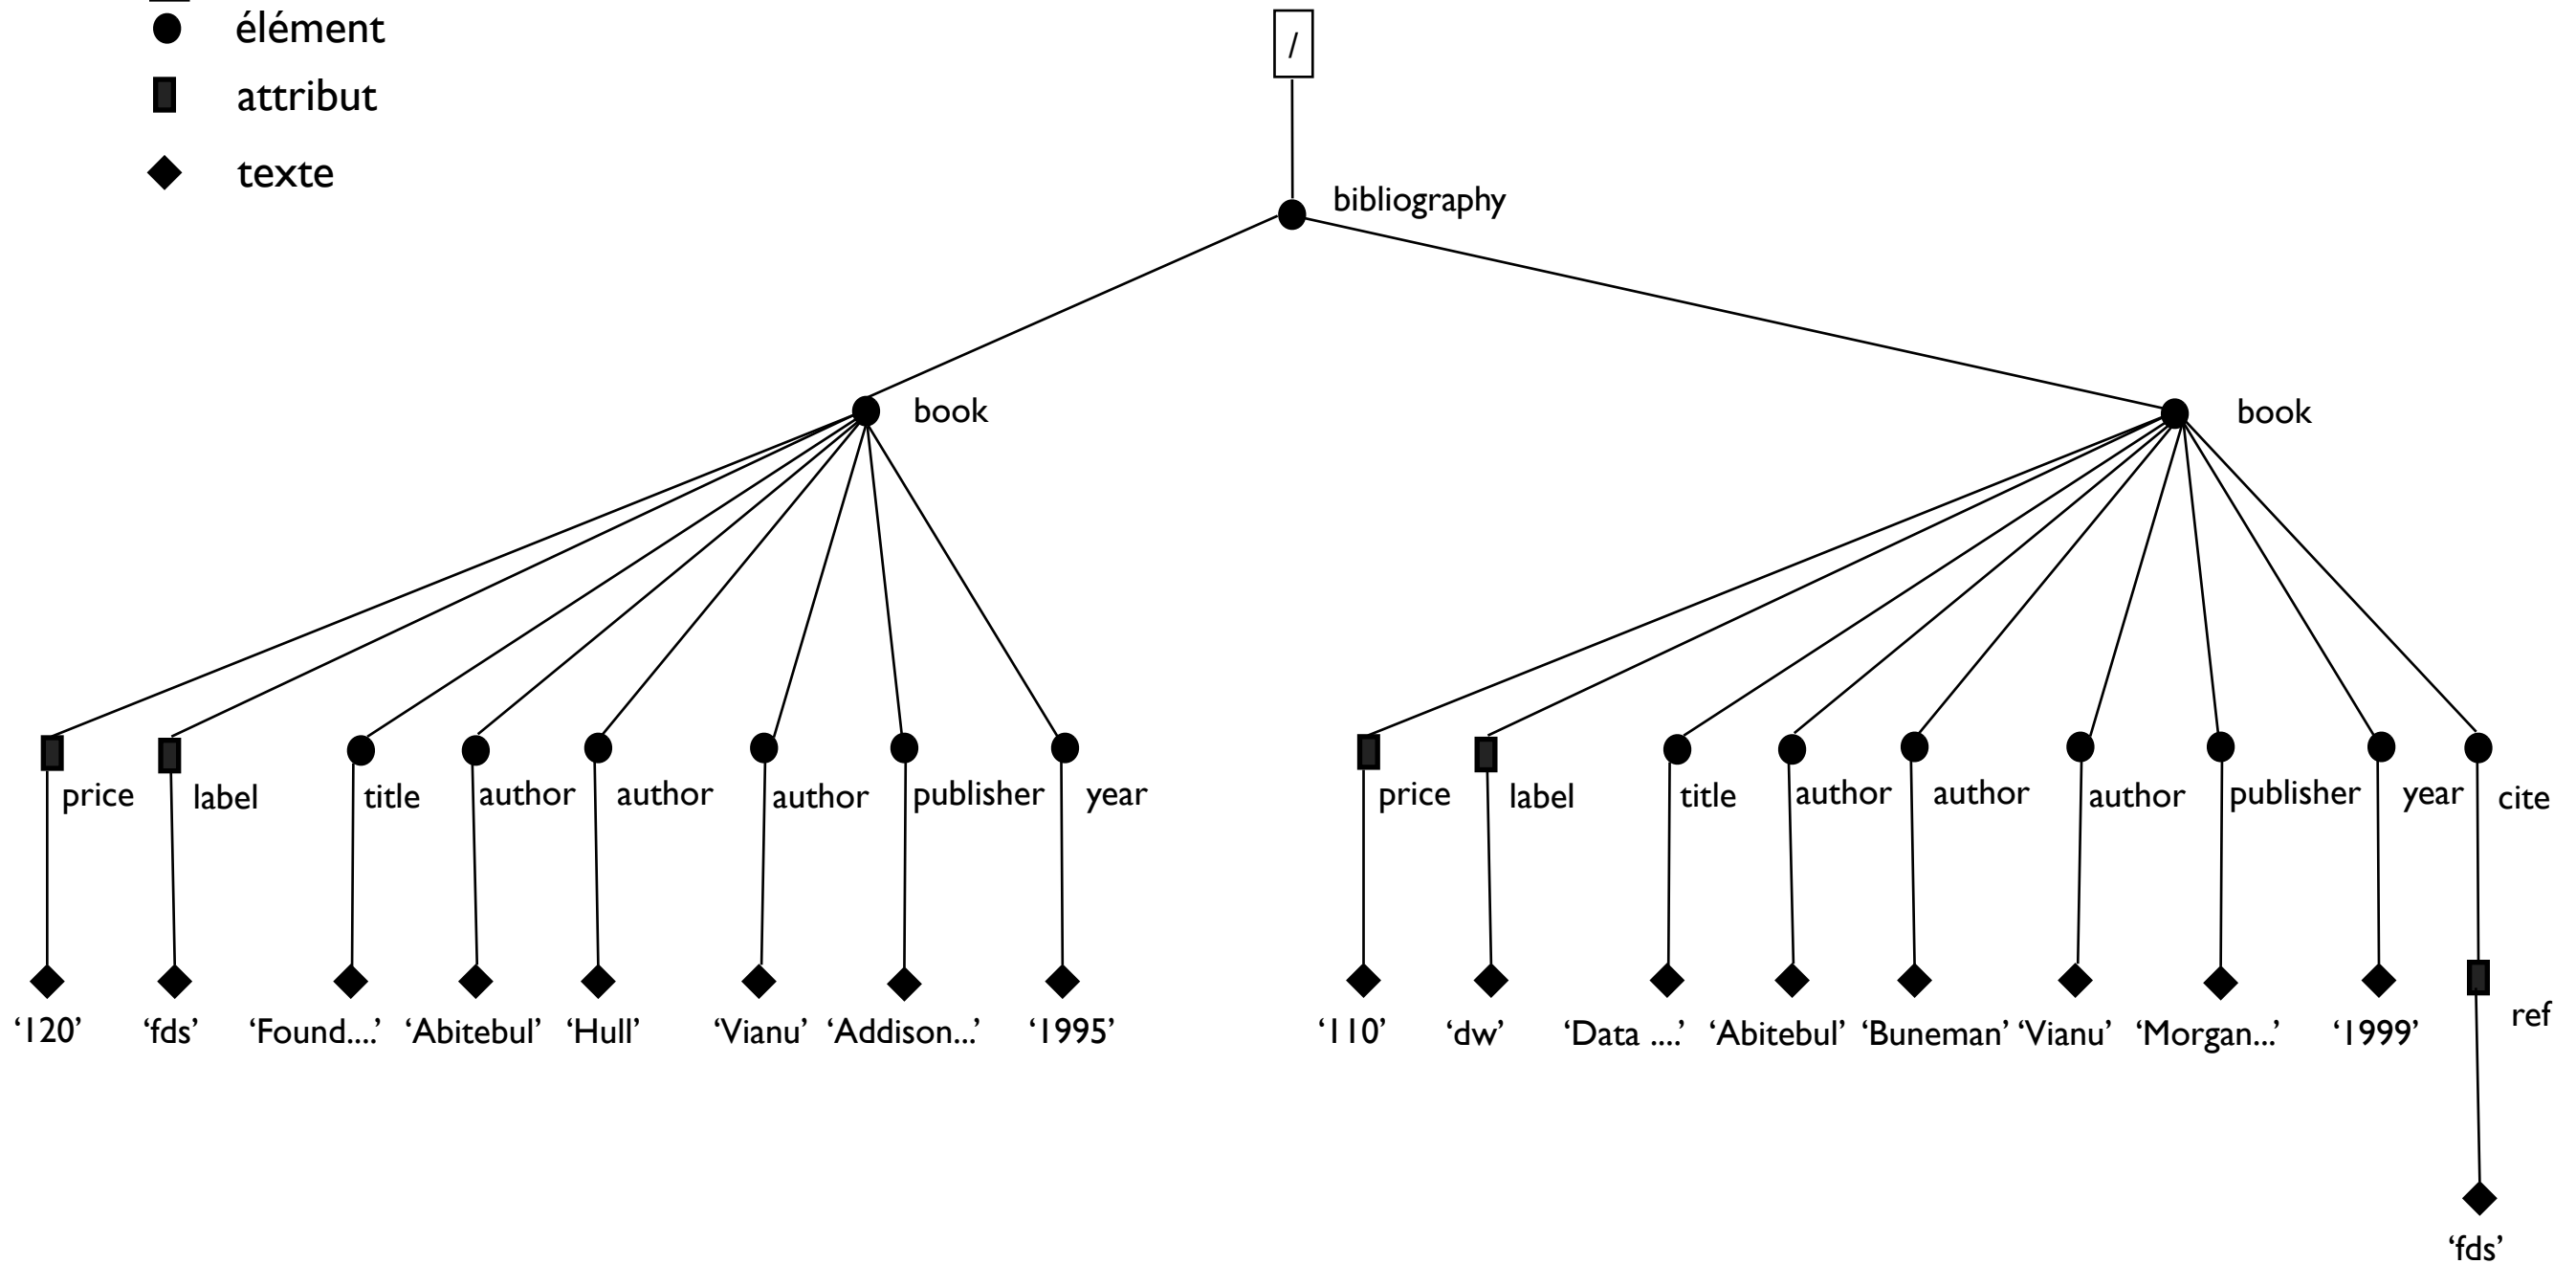 élément
/
attribut
texte
bibliography
book book
price label title author author author publisher year price label title author author author publisher year cite
‘120’ ‘fds’ ‘Found....’ ‘Abitebul’ ‘Hull’ ‘Vianu’ ‘Addison...’ ‘1995’ ‘110’ ‘dw’ ‘Data ....’ ‘Abitebul’ ‘Buneman’ ‘Vianu’ ‘Morgan...’ ‘1999’ ref
‘fds’